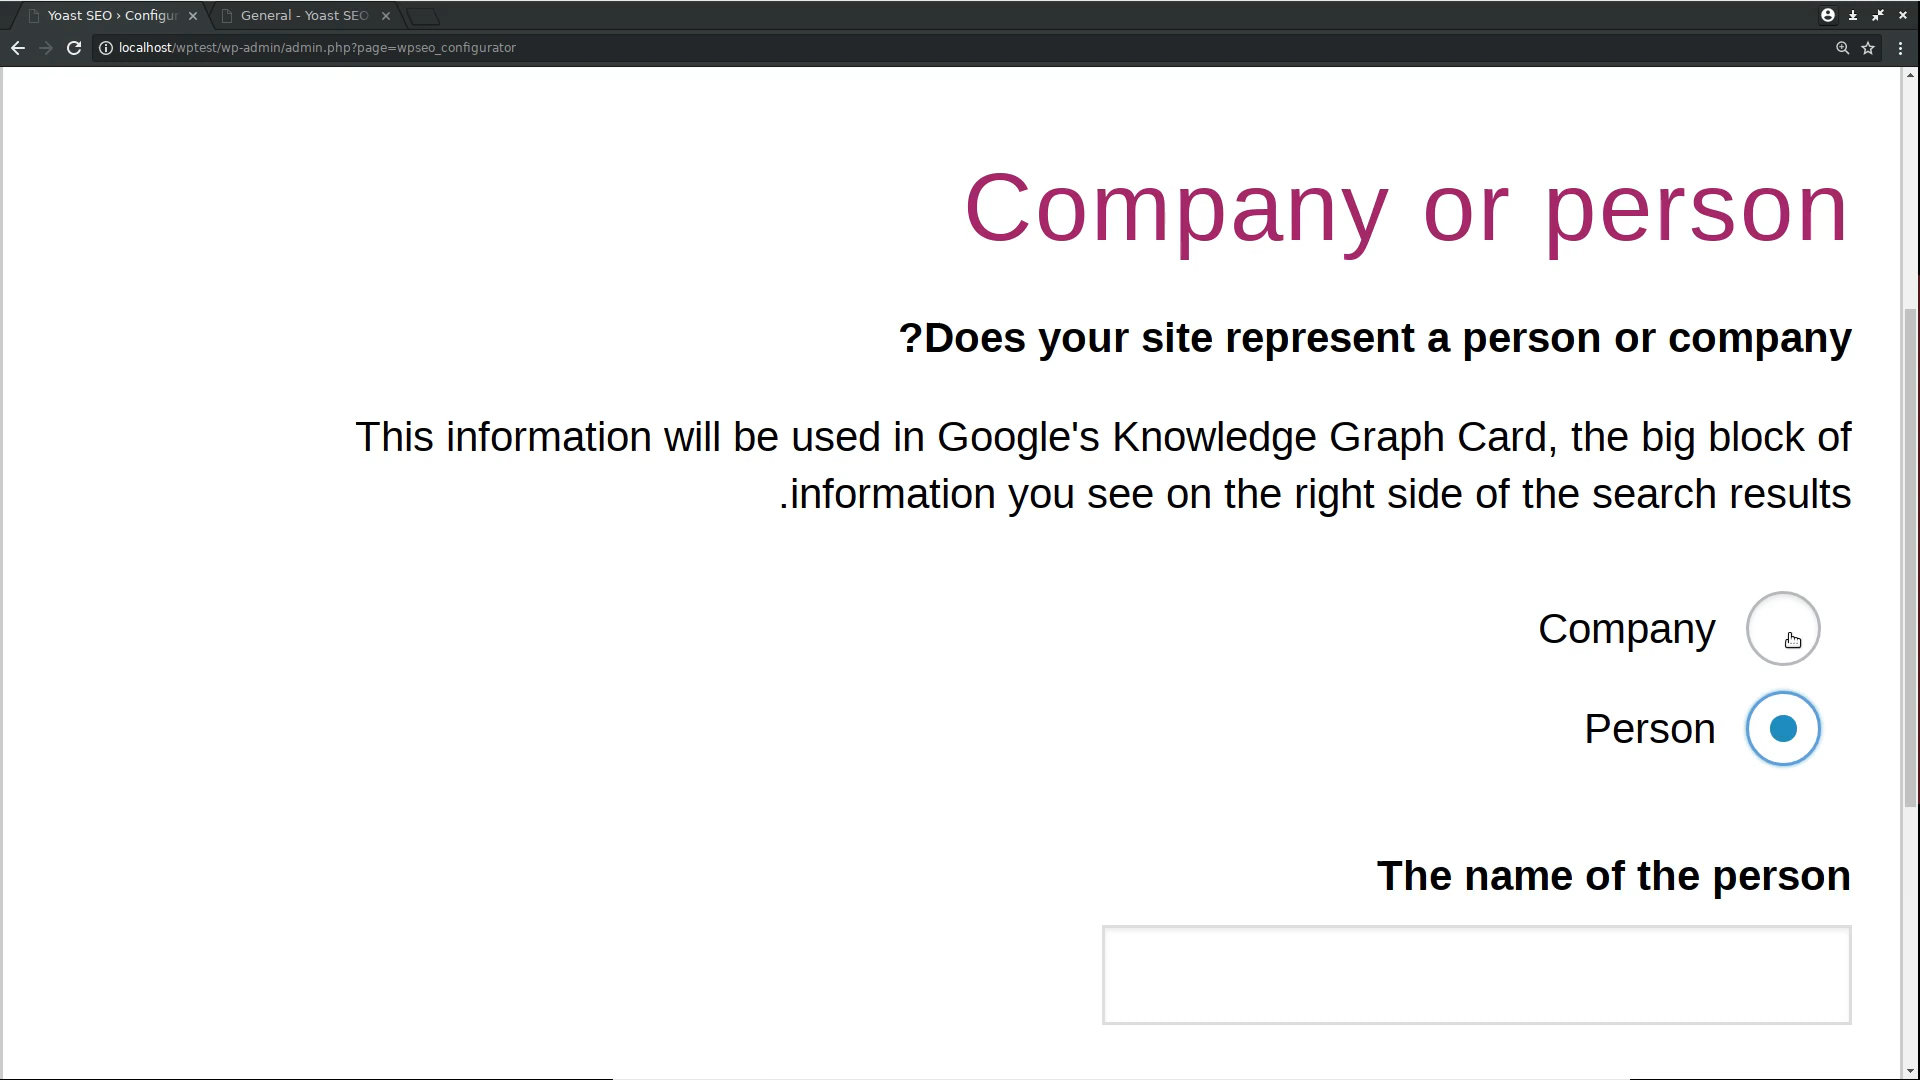 Yoast SEO › Configur
General - Yoast SEO
localhost/wptest/wp-admin/admin.php?page=wpseo_configurator
Company or person
?Does your site represent a person or company
This information will be used in Google's Knowledge Graph Card, the big block of
.information you see on the right side of the search results
Company
Person
The name of the person